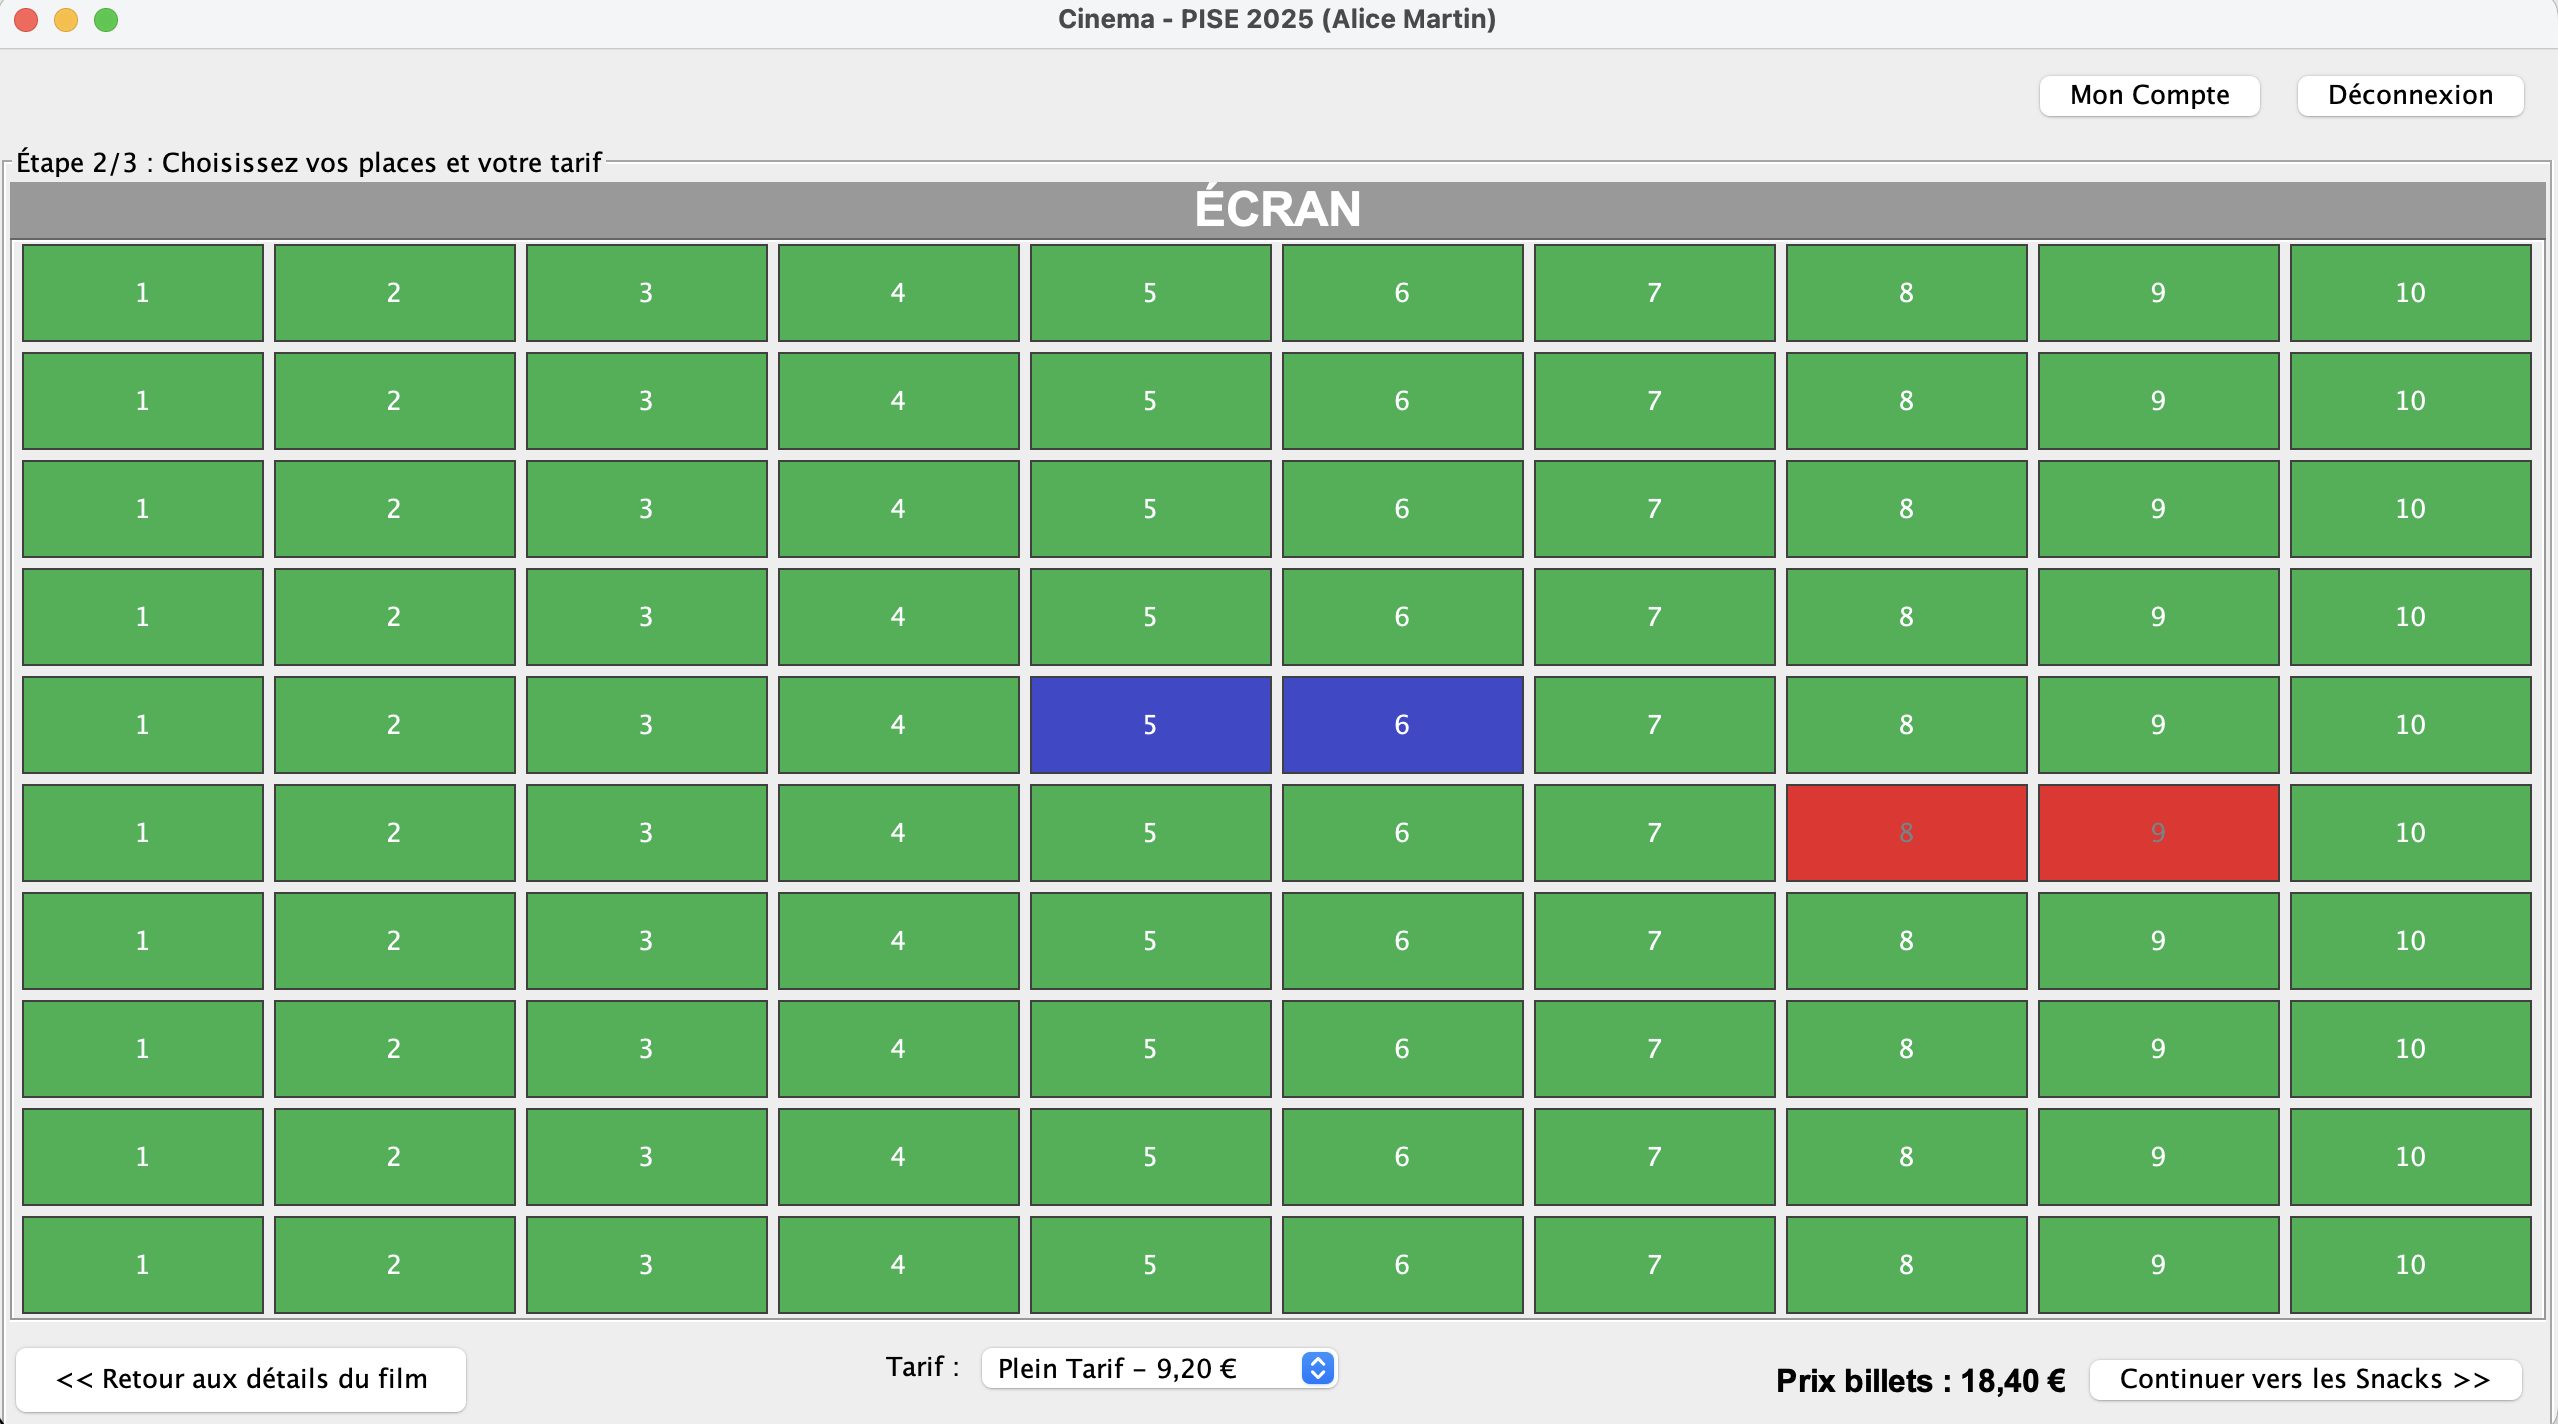 Cinema - PISE 2025 (Alice Martin)
Mon Compte Déconnexion
Étape 2/3 : Choisissez vos places et votre tarif
ÉCRAN
1 2 3 4 5 6 7 8 9 10
1 2 3 4 5 6 7 8 9 10
1 2 3 4 5 6 7 8 9 10
1 2 3 4 5 6 7 8 9 10
1 2 3 4 5 6 7 8 9 10
1 2 3 4 5 6 7 8 9 10
1 2 3 4 5 6 7 8 9 10
1 2 3 4 5 6 7 8 9 10
1 2 3 4 5 6 7 8 9 10
1 2 3 4 5 6 7 8 9 10
<< Retour aux détails du film Tarif : Plein Tarif – 9,20 € Prix billets : 18,40 € Continuer vers les Snacks >>